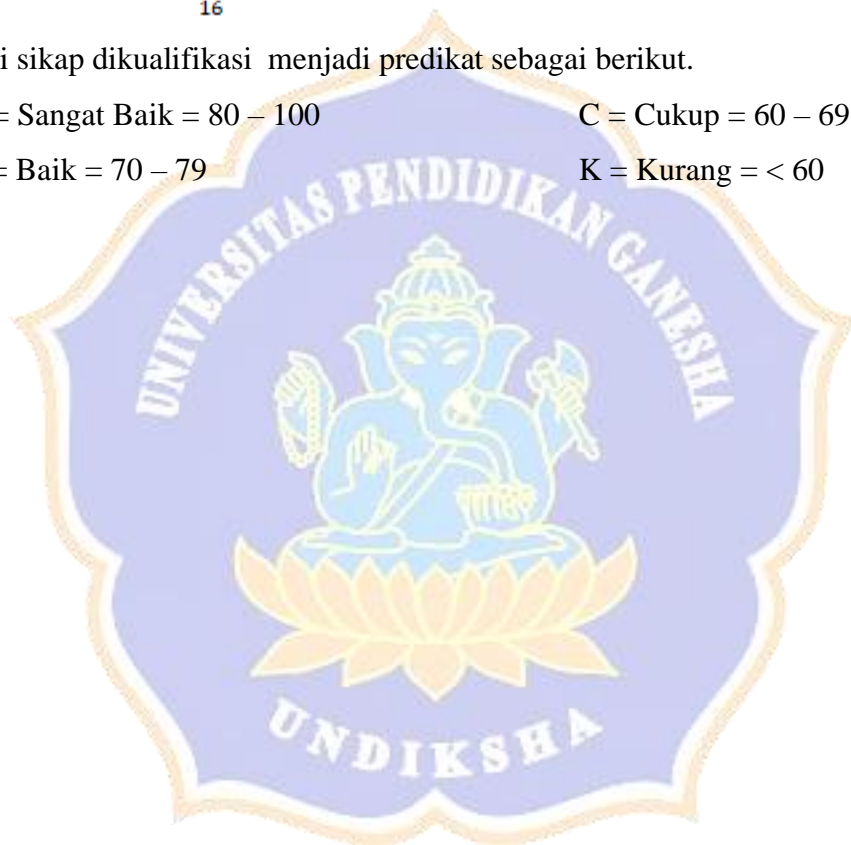 16
i sikap dikualifikasi menjadi predikat sebagai berikut.
= Sangat Baik = 80 – 100 C = Cukup = 60 – 69
= Baik = 70 – 79 K = Kurang = < 60
UNIVERSITAS PENDIDIKAN GANESHA
UNDIKSHA